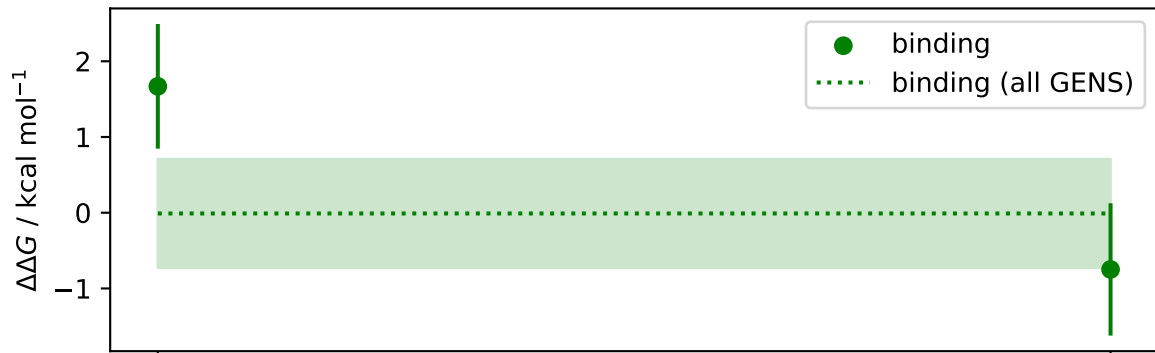 ΔΔG / kcal mol⁻¹
2
1
0
−1
binding
binding (all GENS)